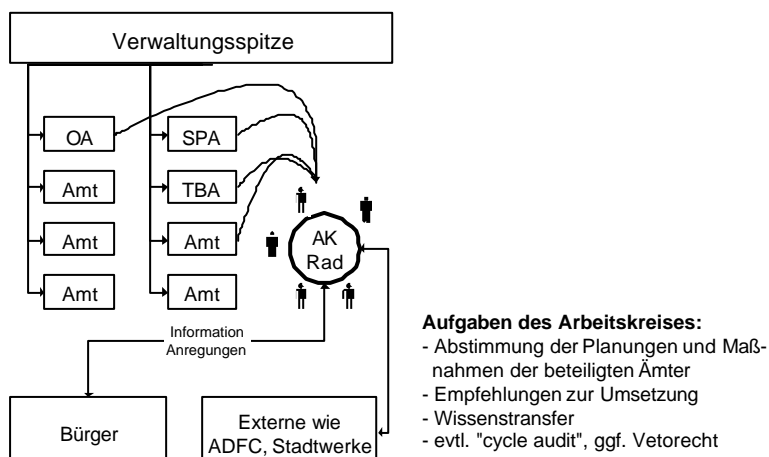 Verwaltungsspitze
OA
SPA
Amt
TBA
Amt
Amt
AK
Rad
Amt
Amt
Information
Anregungen
Bürger
Externe wie
ADFC, Stadtwerke
Aufgaben des Arbeitskreises:
- Abstimmung der Planungen und Maß-
nahmen der beteiligten Ämter
- Empfehlungen zur Umsetzung
- Wissenstransfer
- evtl. "cycle audit", ggf. Vetorecht